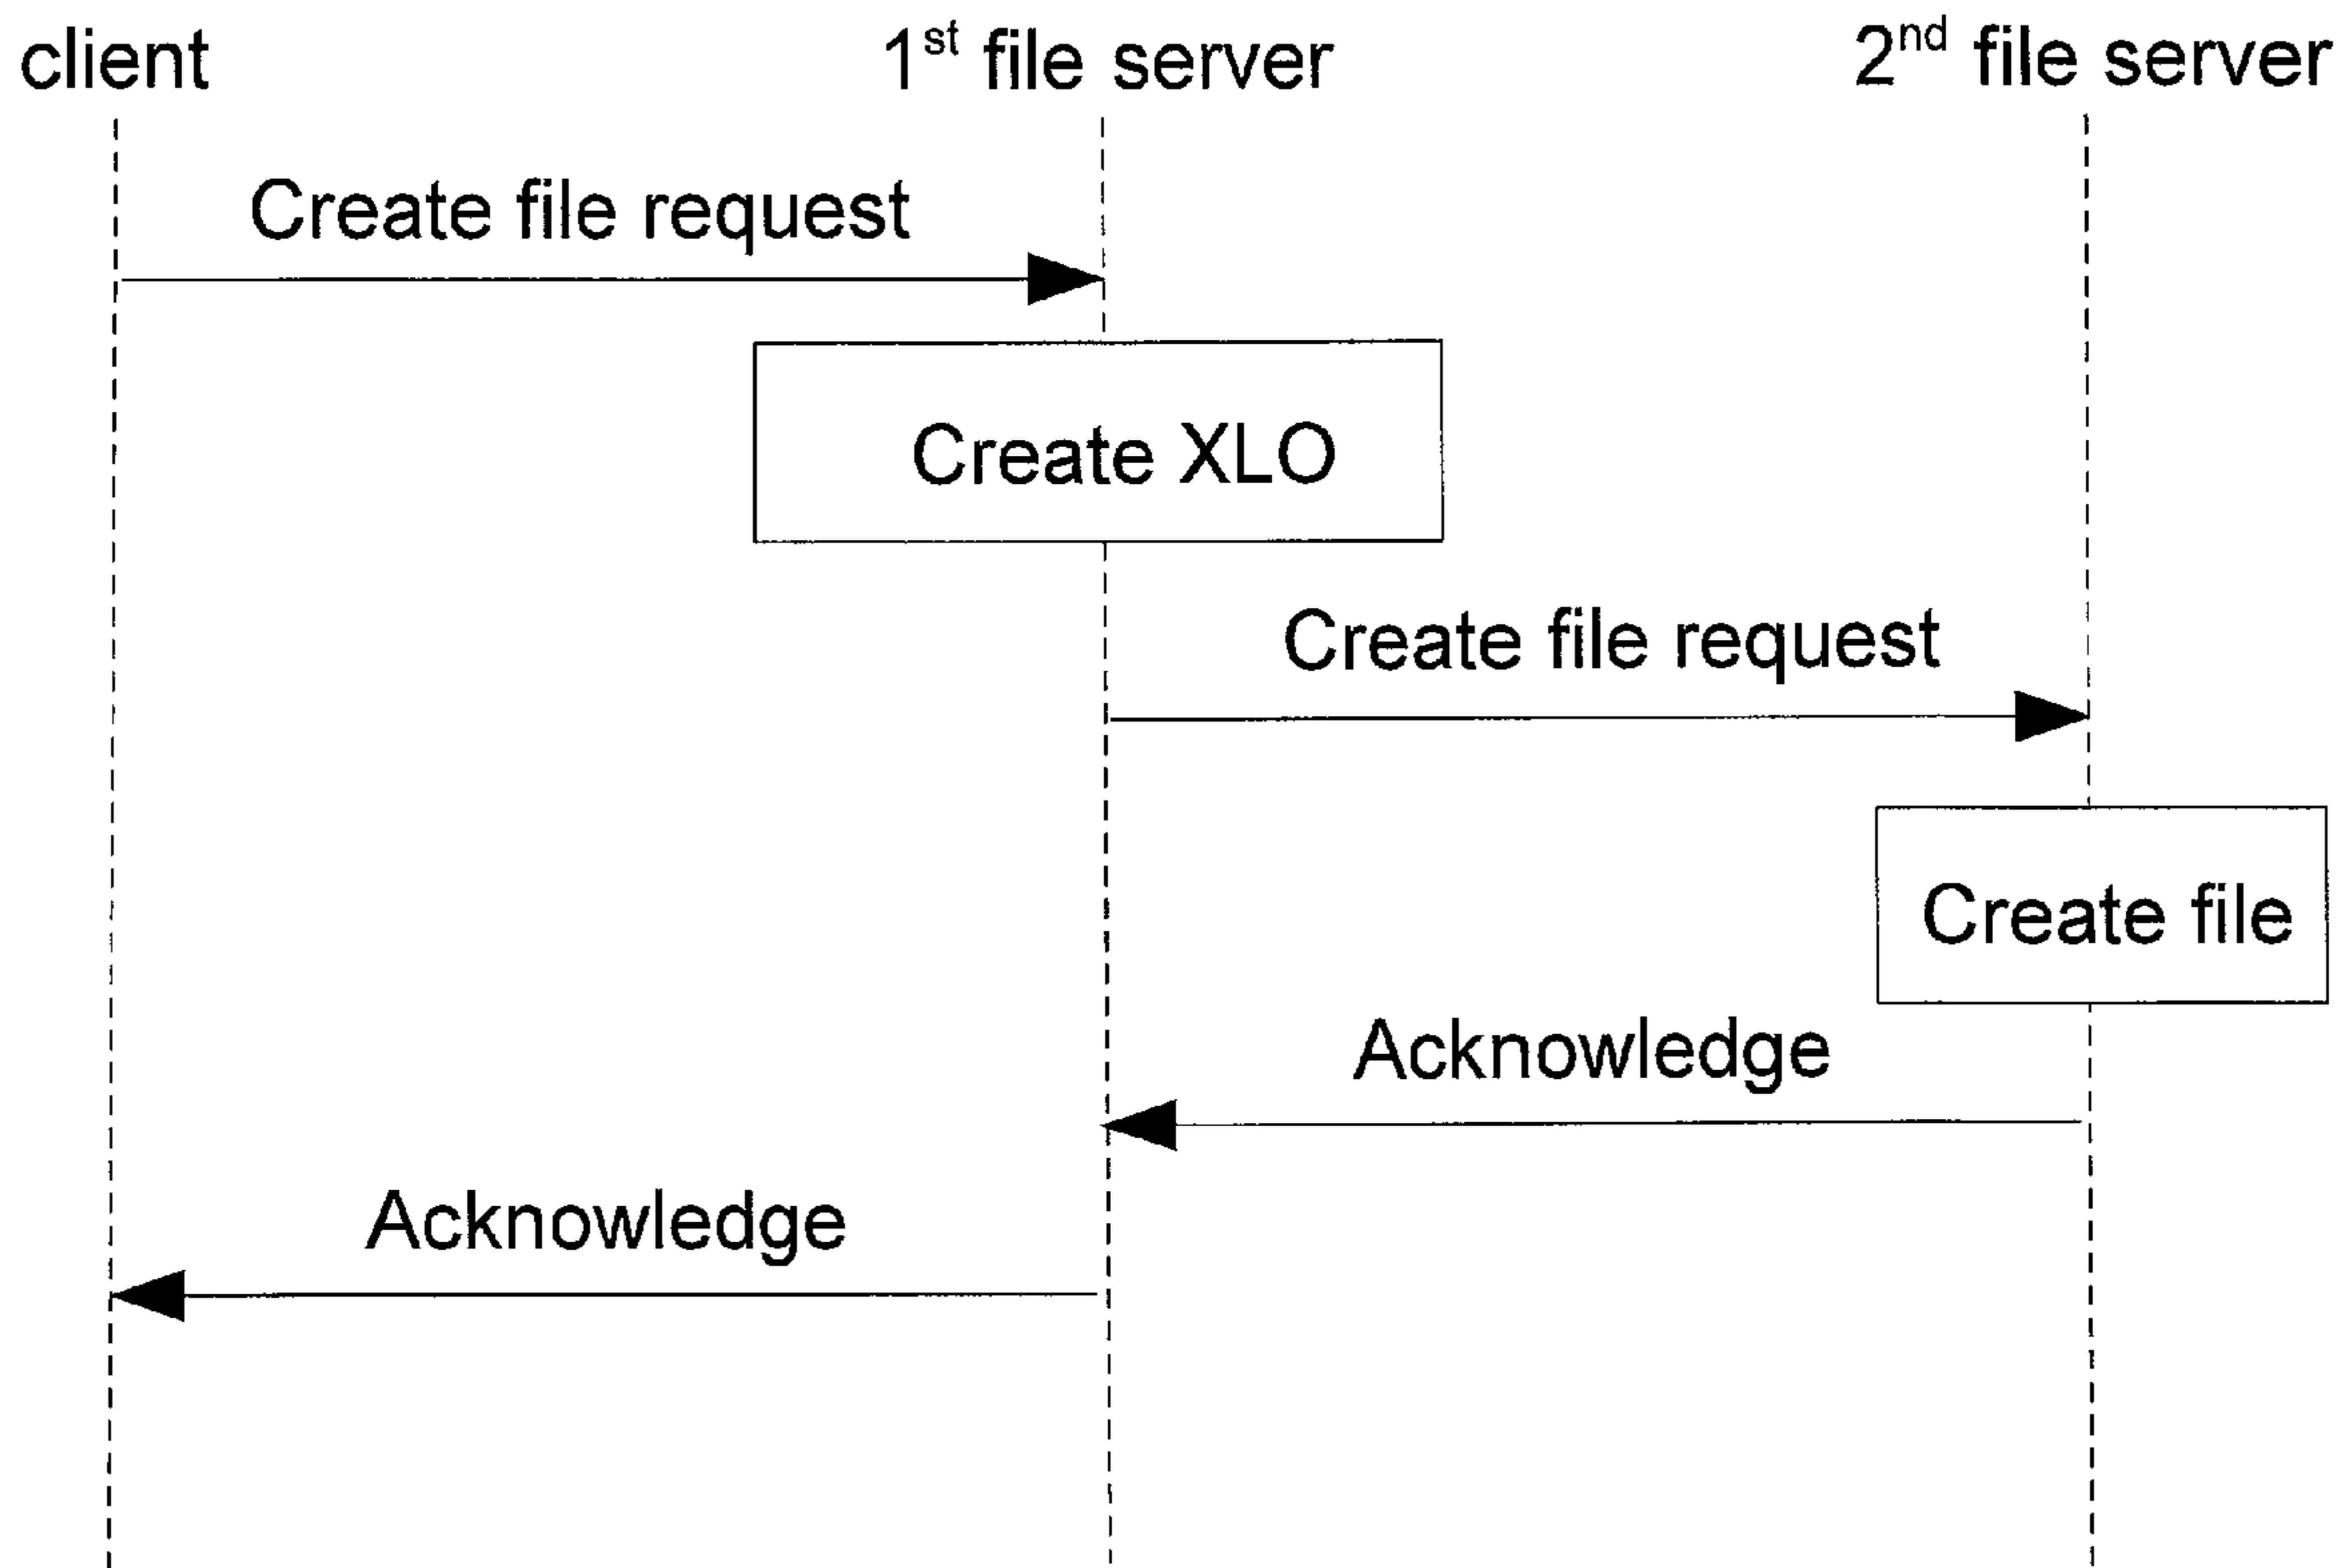 client
1st file server
2nd file server
Create file request
Create XLO
Create file request
Create file
Acknowledge
Acknowledge